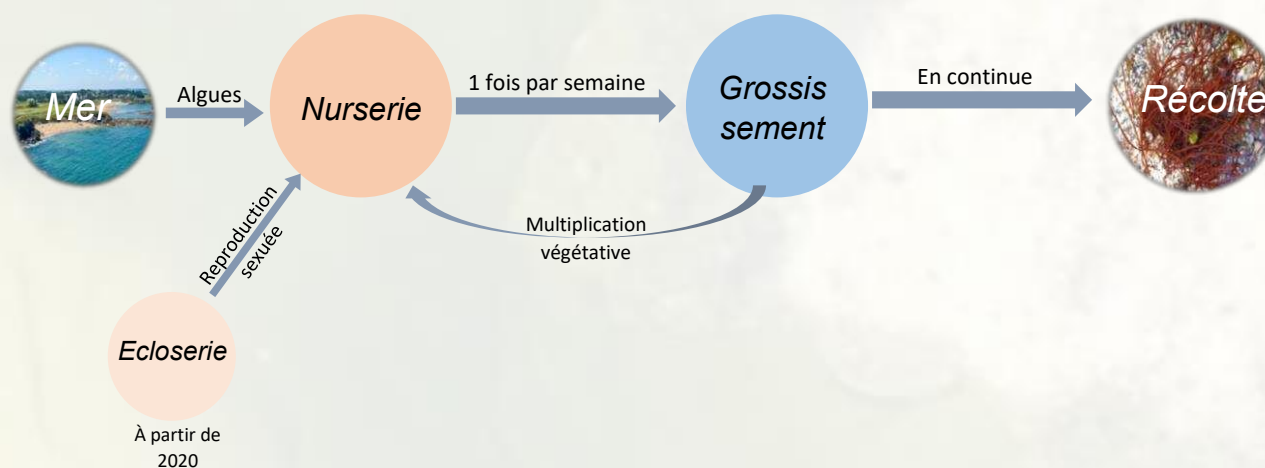 Mer
Algues
Nurserie
1 fois par semaine
Grossis
sement
En continue
Récolte
Multiplication
végétative
Reproduction
sexuée
Ecloserie
À partir de
2020